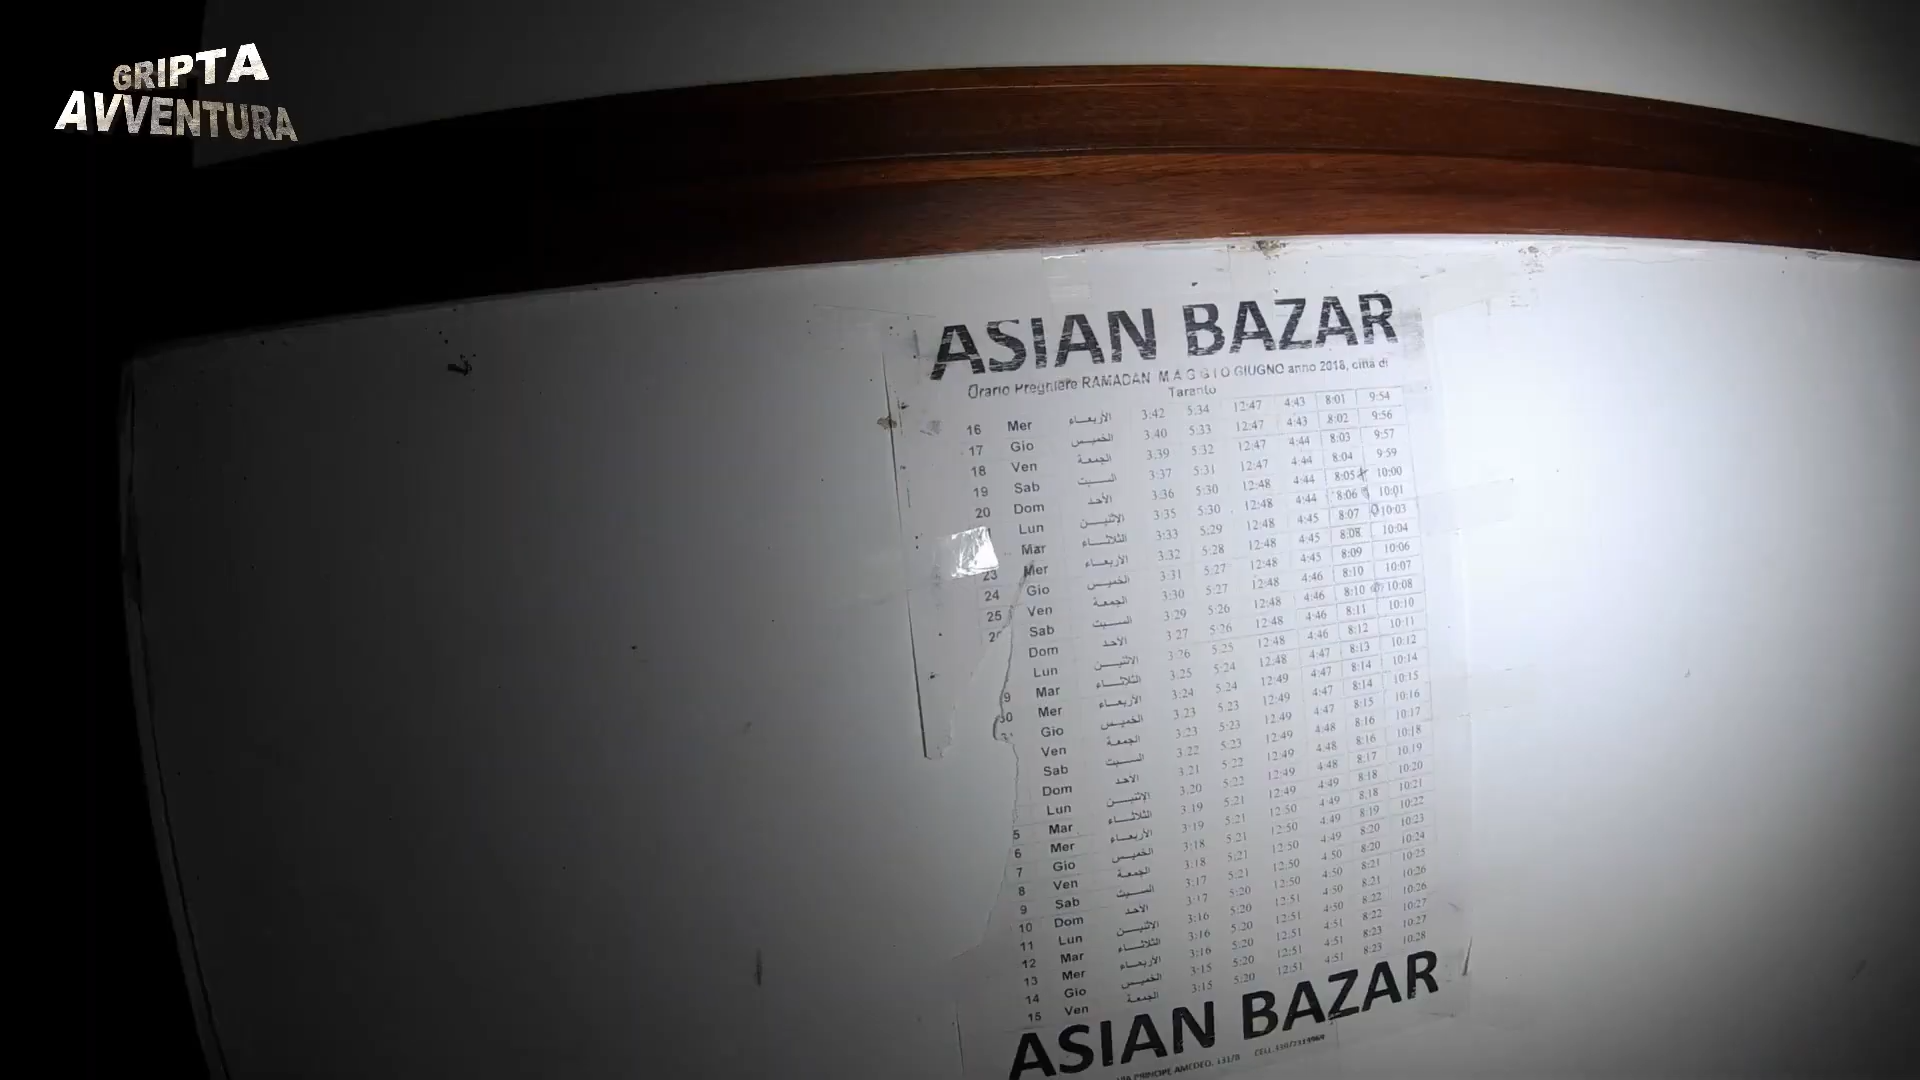 GRIPTA
AVVENTURA
ASIAN BAZAR
Orario Preghiere RAMADAN M A G G I O GIUGNO anno 2018, città di
Taranto
16 Mer الأربعاء 3:42 5:34 12:47 4:43 8:01 9:54
17 Gio الخميس 3:40 5:33 12:47 4:43 8:02 9:56
18 Ven الجمعة 3:39 5:32 12:47 4:44 8:03 9:57
19 Sab السبت 3:37 5:31 12:47 4:44 8:04 9:59
20 Dom الأحد 3:36 5:30 12:48 4:44 8:05 10:00
Lun الاثنين 3:35 5:30 12:48 4:44 8:06 10:01
Mar الثلاثاء 3:33 5:29 12:48 4:45 8:07 10:03
23 Mer الأربعاء 3:32 5:28 12:48 4:45 8:08 10:04
24 Gio الخميس 3:31 5:27 12:48 4:45 8:09 10:06
25 Ven الجمعة 3:30 5:27 12:48 4:46 8:10 10:07
Sab السبت 3:29 5:26 12:48 4:46 8:10 10:08
Dom الأحد 3:27 5:26 12:48 4:46 8:11 10:10
Lun الاثنين 3:26 5:25 12:48 4:46 8:12 10:11
9 Mar الثلاثاء 3:25 5:24 12:48 4:47 8:13 10:12
30 Mer الأربعاء 3:24 5:24 12:49 4:47 8:14 10:14
Gio الخميس 3:23 5:23 12:49 4:47 8:14 10:15
Ven الجمعة 3:23 5:23 12:49 4:47 8:15 10:16
Sab السبت 3:22 5:23 12:49 4:48 8:16 10:17
Dom الأحد 3:21 5:22 12:49 4:48 8:16 10:18
Lun الاثنين 3:20 5:22 12:49 4:48 8:17 10:19
5 Mar الثلاثاء 3:19 5:21 12:49 4:49 8:18 10:20
6 Mer الأربعاء 3:19 5:21 12:50 4:49 8:18 10:21
7 Gio الخميس 3:18 5:21 12:50 4:49 8:19 10:22
8 Ven الجمعة 3:18 5:21 12:50 4:49 8:20 10:23
9 Sab السبت 3:17 5:21 12:50 4:50 8:20 10:24
10 Dom الأحد 3:17 5:20 12:50 4:50 8:21 10:25
11 Lun الاثنين 3:16 5:20 12:51 4:50 8:21 10:26
12 Mar الثلاثاء 3:16 5:20 12:51 4:50 8:22 10:26
13 Mer الأربعاء 3:16 5:20 12:51 4:51 8:22 10:27
14 Gio الخميس 3:15 5:20 12:51 4:51 8:23 10:27
15 Ven الجمعة 3:15 5:20 12:51 4:51 8:23 10:28
ASIAN BAZAR
VIA PRINCIPE AMEDEO, 131/B CELL.